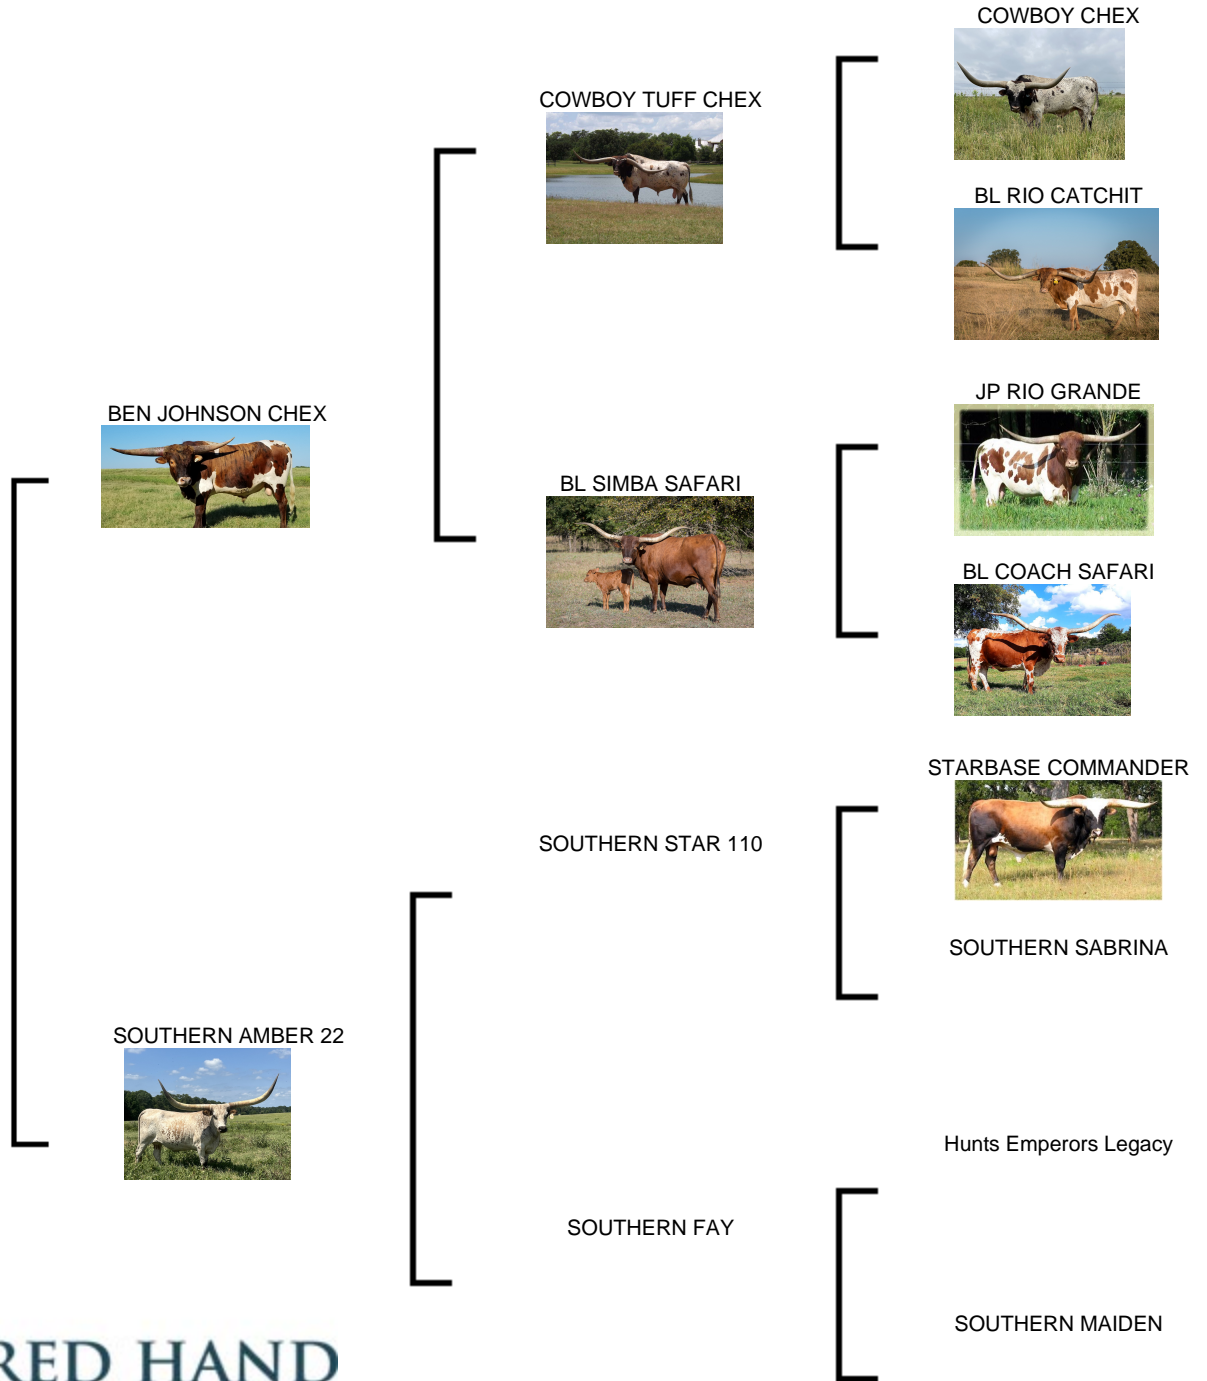 COWBOY CHEX
COWBOY TUFF CHEX
BL RIO CATCHIT
JP RIO GRANDE
BEN JOHNSON CHEX
BL SIMBA SAFARI
BL COACH SAFARI
STARBASE COMMANDER
SOUTHERN STAR 110
SOUTHERN SABRINA
SOUTHERN AMBER 22
Hunts Emperors Legacy
SOUTHERN FAY
SOUTHERN MAIDEN
RED HAND